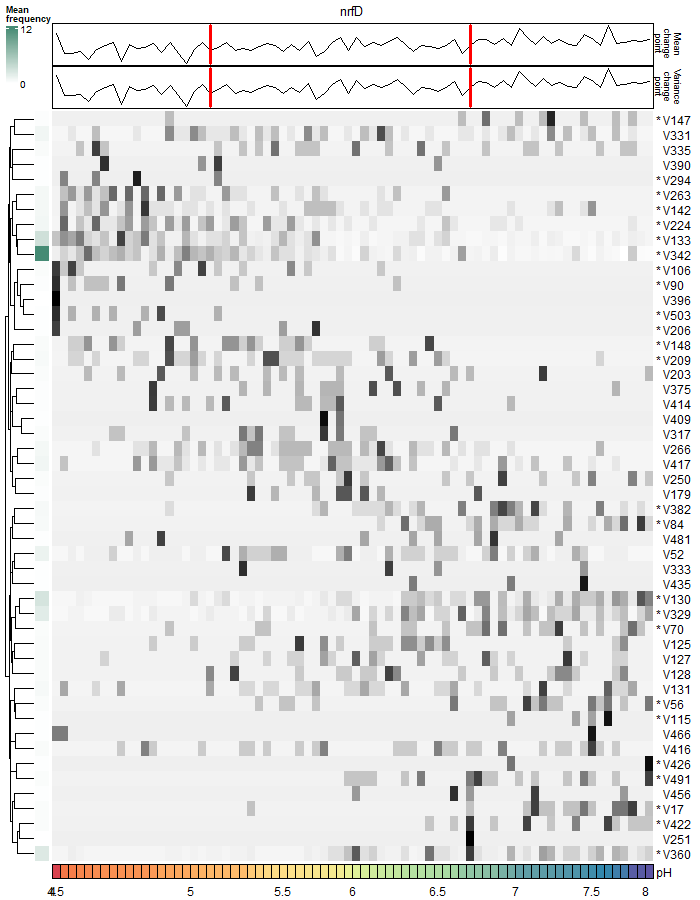 Mean
frequency
12
0
nrfD
Mean
change
point
Variance
change
point
* V147
V331
V335
V390
* V294
* V263
* V142
* V224
* V133
* V342
* V106
* V90
V396
* V503
* V206
* V148
* V209
V203
V375
V414
V409
V317
V266
V417
V250
V179
* V382
* V84
V481
V52
V333
V435
* V130
* V329
* V70
V125
V127
V128
V131
* V56
* V115
V466
V416
* V426
* V491
V456
* V17
* V422
V251
* V360
pH
4.5 5 5.5 6 6.5 7 7.5 8